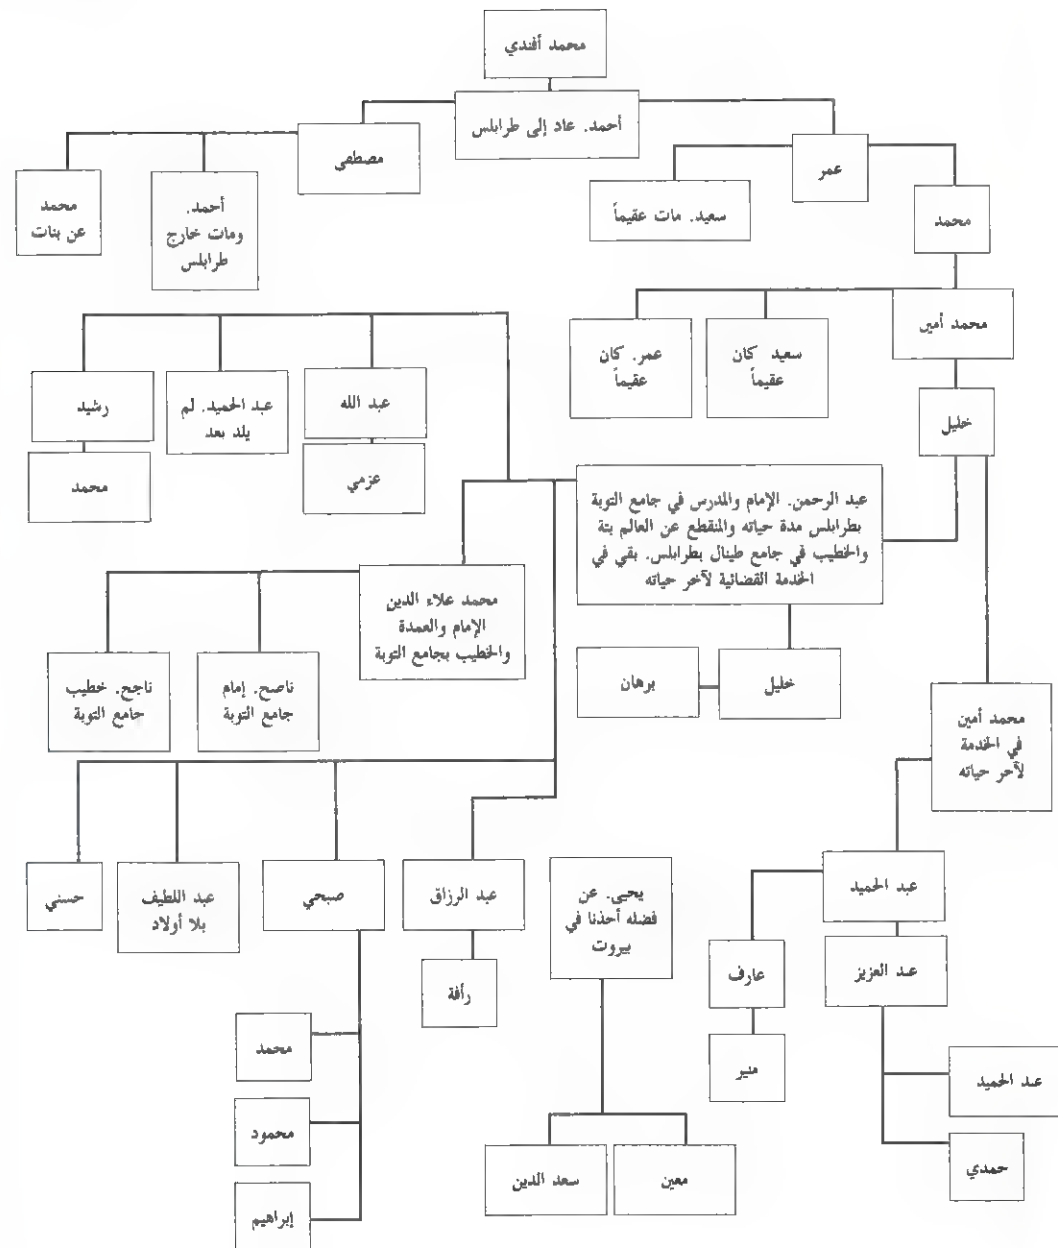 محمد أفندي
أحمد. عاد إلى طرابلس
مصطفى
عمر
محمد
سعيد. مات عقيماً
أحمد.
ومات خارج
طرابلس
محمد
عن بنات
محمد أمين
سعيد كان
عقيماً
عمر. كان
عقيماً
خليل
عبد الله
عبد الحميد. لم
يلد بعد
رشيد
عزمي
محمد
عبد الرحمن. الإمام والمدرس في جامع التوبة
بطرابلس مدة حياته والمنقطع عن العالم بتة
والخطيب في جامع طينال بطرابلس. بقي في
الخدمة القضائية لآخر حياته
محمد علاء الدين
الإمام والعمدة
والخطيب بجامع التوبة
خليل
برهان
ناصح. إمام
جامع التوبة
ناجح. خطيب
جامع التوبة
محمد أمين
في الخدمة
لآخر حياته
عبد الحميد
يحيى. عن
فضله أخذنا في
بيروت
عبد الرزاق
صبحي
عبد اللطيف
بلا أولاد
حسني
عبد العزيز
عارف
رأفة
منير
محمد
محمود
إبراهيم
عبد الحميد
حمدي
معين
سعد الدين